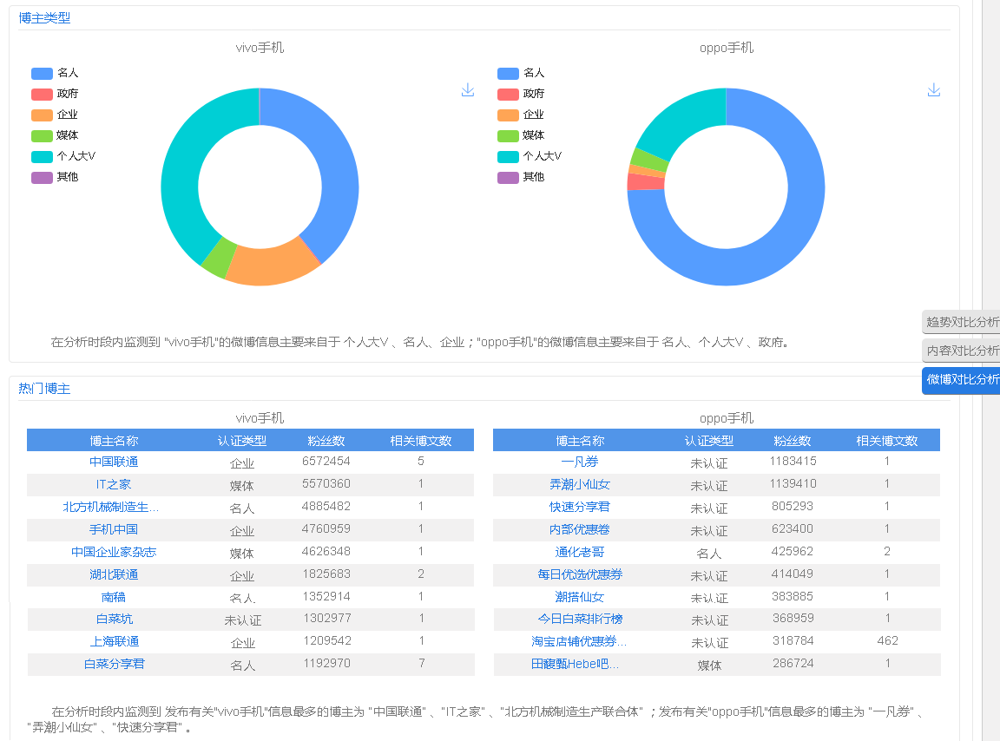 博主类型
vivo手机
oppo手机
名人
政府
企业
媒体
个人大V
其他
名人
政府
企业
媒体
个人大V
其他
在分析时段内监测到 "vivo手机"的微博信息主要来自于 个人大V 、名人、企业；"oppo手机"的微博信息主要来自于 名人、个人大V 、政府。
趋势对比分析
内容对比分析
微博对比分析
热门博主
vivo手机
博主名称 认证类型 粉丝数 相关博文数
中国联通 企业 6572454 5
IT之家 媒体 5570360 1
北方机械制造生... 名人 4885482 1
手机中国 企业 4760959 1
中国企业家杂志 媒体 4626348 1
湖北联通 企业 1825683 2
南穑 名人 1352914 1
白菜坑 未认证 1302977 1
上海联通 企业 1209542 1
白菜分享君 名人 1192970 7
oppo手机
博主名称 认证类型 粉丝数 相关博文数
一凡券 未认证 1183415 1
弄潮小仙女 未认证 1139410 1
快速分享君 未认证 805293 1
内部优惠卷 未认证 623400 1
通化老哥 名人 425962 2
每日优选优惠券 未认证 414049 1
潮搭仙女 未认证 383885 1
今日白菜排行榜 未认证 368959 1
淘宝店铺优惠券... 未认证 318784 462
田馥甄Hebe吧... 媒体 286724 1
在分析时段内监测到 发布有关"vivo手机"信息最多的博主为 "中国联通" 、"IT之家" 、"北方机械制造生产联合体" ；发布有关"oppo手机"信息最多的博主为 "一凡券" 、
"弄潮小仙女" 、"快速分享君" 。